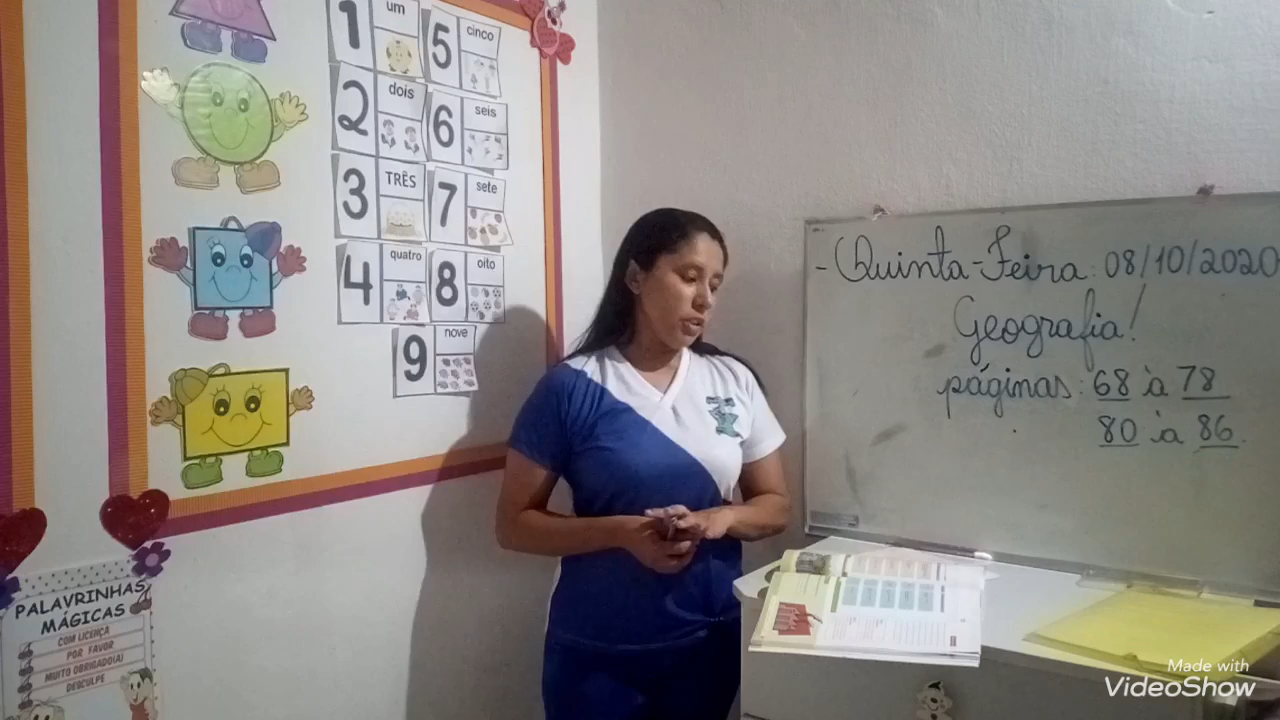 1 um
2 dois
3 TRÊS
4 quatro
5 cinco
6 seis
7 sete
8 oito
9 nove
PALAVRINHAS
MÁGICAS
COM LICENÇA
POR FAVOR
MUITO OBRIGADO(A)
DESCULPE
- Quinta-Feira: 08/10/2020
Geografia!
páginas: 68 à 78
80 à 86.
Made with
VideoShow